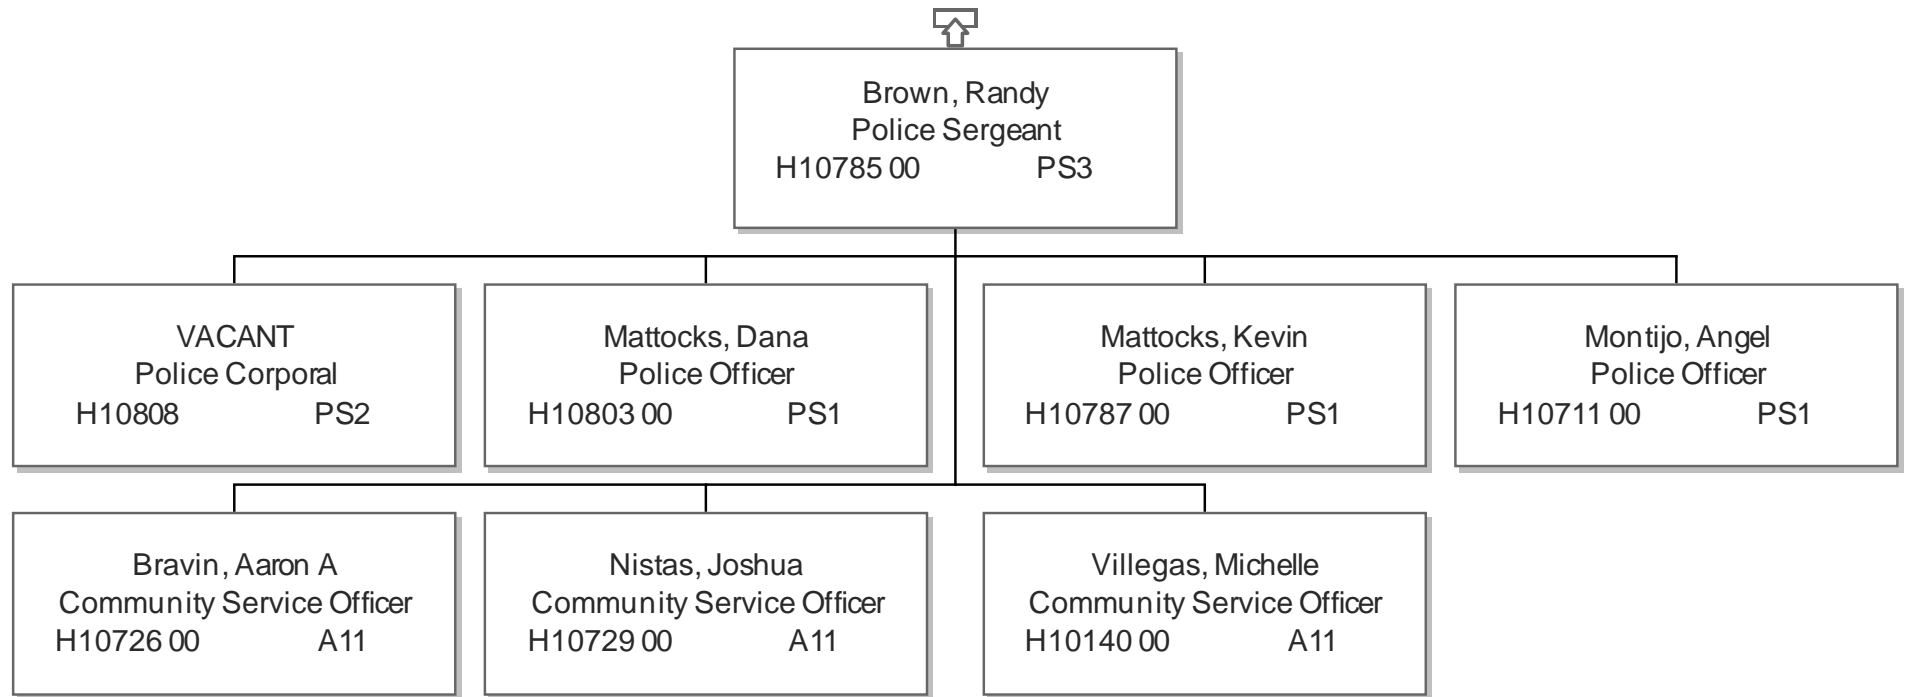 Brown, Randy
Police Sergeant
H10785 00 PS3
VACANT
Police Corporal
H10808 PS2
Mattocks, Dana
Police Officer
H10803 00 PS1
Mattocks, Kevin
Police Officer
H10787 00 PS1
Montijo, Angel
Police Officer
H10711 00 PS1
Bravin, Aaron A
Community Service Officer
H10726 00 A11
Nistas, Joshua
Community Service Officer
H10729 00 A11
Villegas, Michelle
Community Service Officer
H10140 00 A11